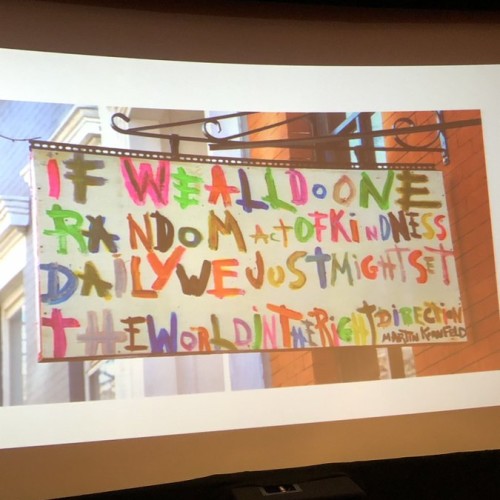 IF WE ALL DO ONE
RANDOM ACT OF KINDNESS
DAILY WE JUST MIGHT SET
THE WORLD IN THE RIGHT DIRECTION
MARTIN KORNFELD